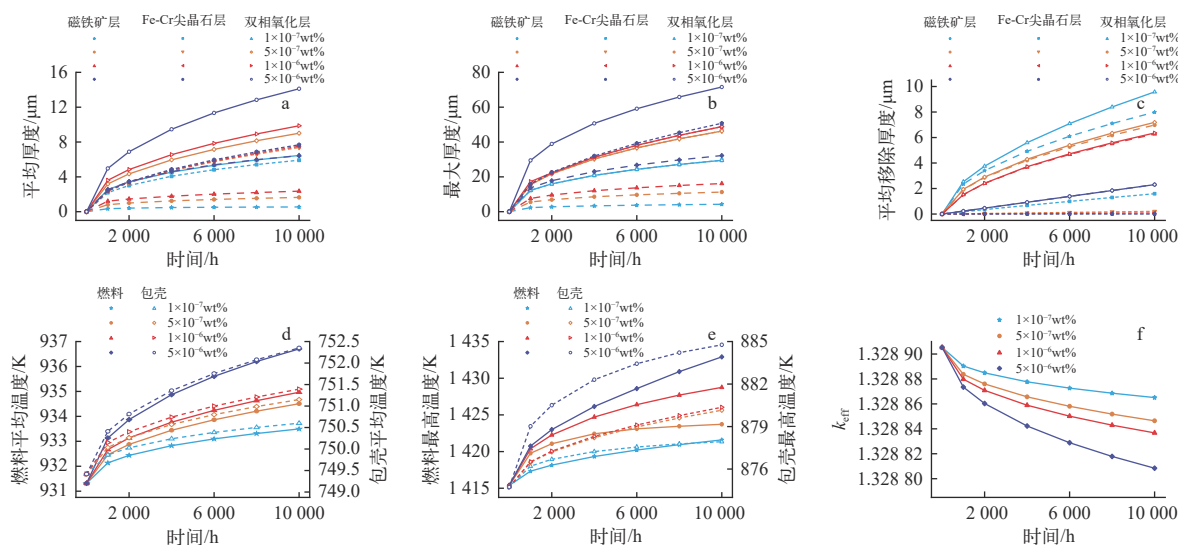 磁铁矿层 Fe-Cr尖晶石层 双相氧化层
1×10⁻⁷wt%
5×10⁻⁷wt%
1×10⁻⁶wt%
5×10⁻⁶wt%
a
平均厚度/μm
16
12
8
4
0
2 000 6 000 10 000
时间/h
磁铁矿层 Fe-Cr尖晶石层 双相氧化层
1×10⁻⁷wt%
5×10⁻⁷wt%
1×10⁻⁶wt%
5×10⁻⁶wt%
b
最大厚度/μm
80
60
40
20
0
2 000 6 000 10 000
时间/h
磁铁矿层 Fe-Cr尖晶石层 双相氧化层
1×10⁻⁷wt%
5×10⁻⁷wt%
1×10⁻⁶wt%
5×10⁻⁶wt%
c
平均移除厚度/μm
10
8
6
4
2
0
2 000 6 000 10 000
时间/h
燃料 包壳
1×10⁻⁷wt%
5×10⁻⁷wt%
1×10⁻⁶wt%
5×10⁻⁶wt%
d
燃料平均温度/K
937
936
935
934
933
932
931
包壳平均温度/K
752.5
752.0
751.5
751.0
750.5
750.0
749.5
749.0
2 000 6 000 10 000
时间/h
燃料 包壳
1×10⁻⁷wt%
5×10⁻⁷wt%
1×10⁻⁶wt%
5×10⁻⁶wt%
e
燃料最高温度/K
1 435
1 430
1 425
1 420
1 415
包壳最高温度/K
885
882
879
876
2 000 6 000 10 000
时间/h
1×10⁻⁷wt%
5×10⁻⁷wt%
1×10⁻⁶wt%
5×10⁻⁶wt%
f
k_eff
1.328 90
1.328 88
1.328 86
1.328 84
1.328 82
1.328 80
2 000 6 000 10 000
时间/h